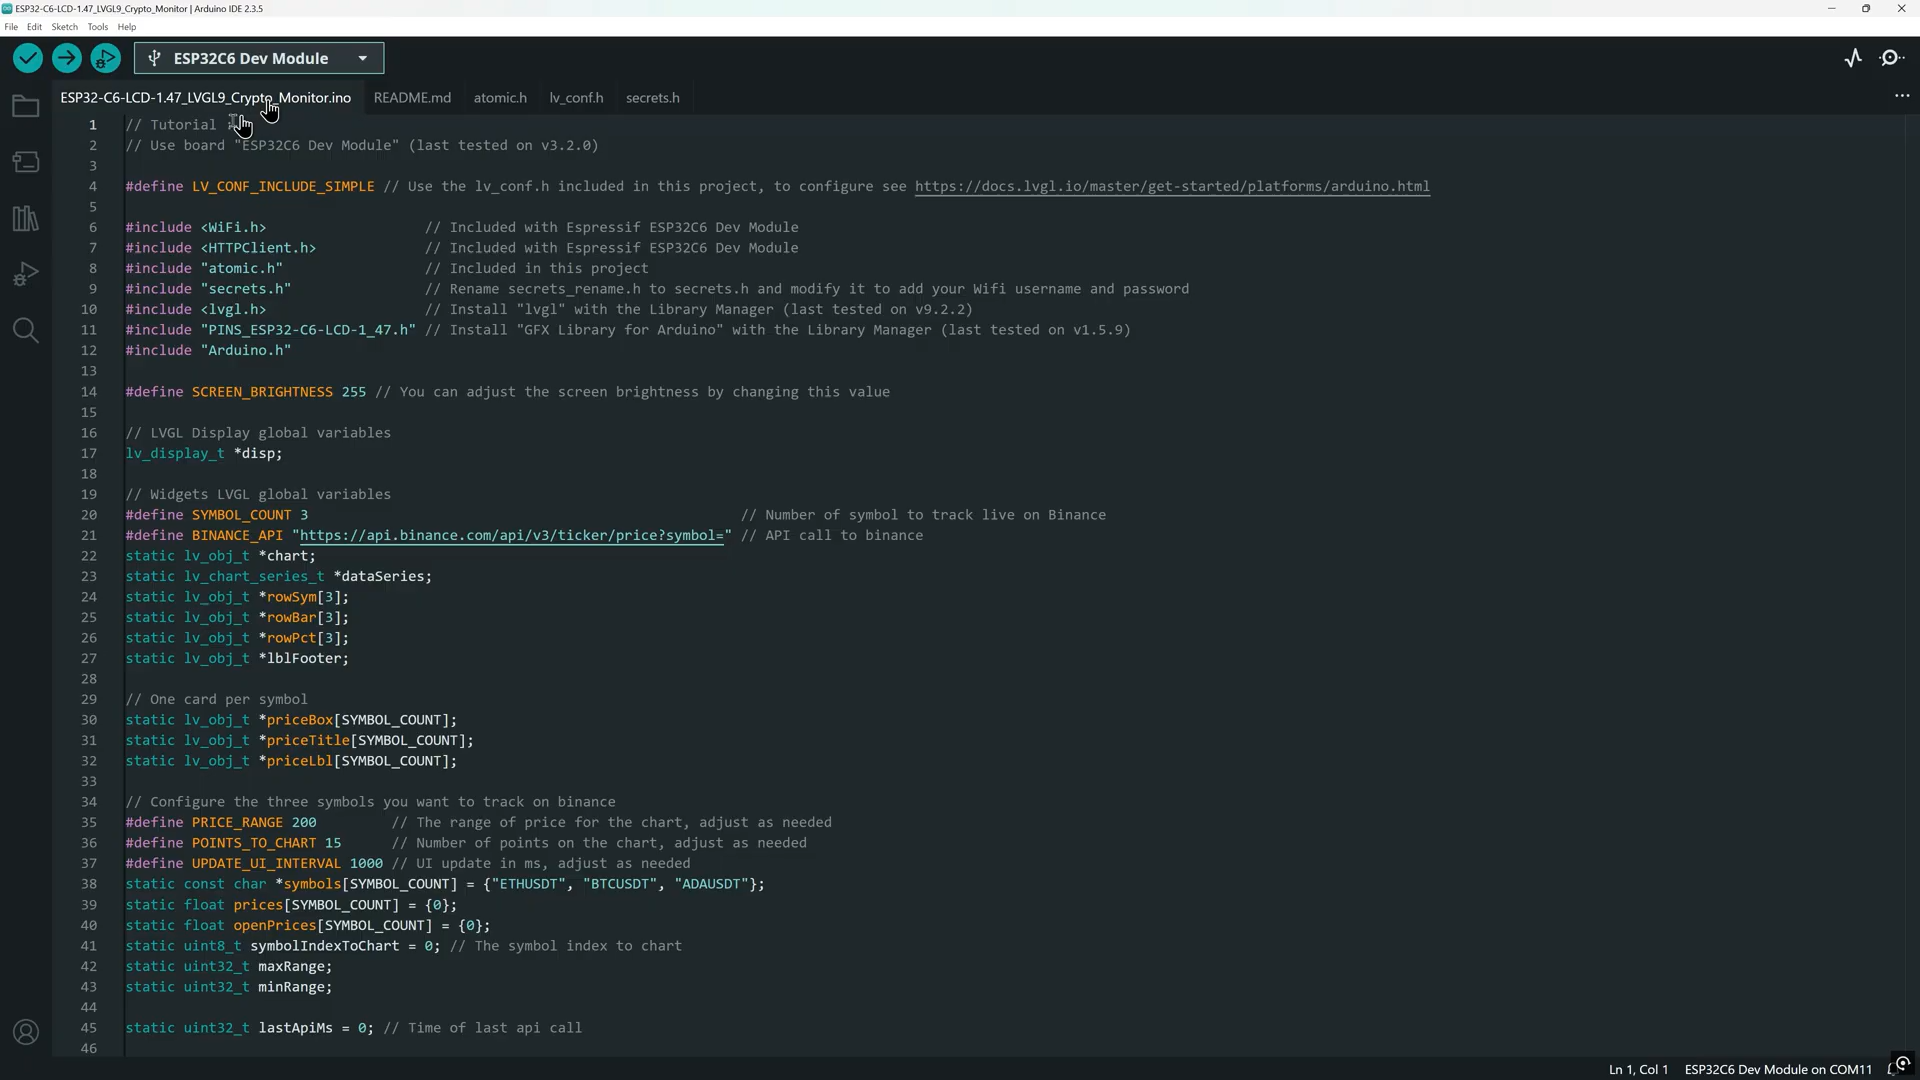 ESP32-C6-LCD-1.47_LVGL9_Crypto_Monitor | Arduino IDE 2.3.5
File Edit Sketch Tools Help
ESP32C6 Dev Module
ESP32-C6-LCD-1.47_LVGL9_Crypto_Monitor.ino README.md atomic.h lv_conf.h secrets.h
1 // Tutorial :
2 // Use board "ESP32C6 Dev Module" (last tested on v3.2.0)
3
4 #define LV_CONF_INCLUDE_SIMPLE // Use the lv_conf.h included in this project, to configure see https://docs.lvgl.io/master/get-started/platforms/arduino.html
5
6 #include <WiFi.h> // Included with Espressif ESP32C6 Dev Module
7 #include <HTTPClient.h> // Included with Espressif ESP32C6 Dev Module
8 #include "atomic.h" // Included in this project
9 #include "secrets.h" // Rename secrets_rename.h to secrets.h and modify it to add your Wifi username and password
10 #include <lvgl.h> // Install "lvgl" with the Library Manager (last tested on v9.2.2)
11 #include "PINS_ESP32-C6-LCD-1_47.h" // Install "GFX Library for Arduino" with the Library Manager (last tested on v1.5.9)
12 #include "Arduino.h"
13
14 #define SCREEN_BRIGHTNESS 255 // You can adjust the screen brightness by changing this value
15
16 // LVGL Display global variables
17 lv_display_t *disp;
18
19 // Widgets LVGL global variables
20 #define SYMBOL_COUNT 3 // Number of symbol to track live on Binance
21 #define BINANCE_API "https://api.binance.com/api/v3/ticker/price?symbol=" // API call to binance
22 static lv_obj_t *chart;
23 static lv_chart_series_t *dataSeries;
24 static lv_obj_t *rowSym[3];
25 static lv_obj_t *rowBar[3];
26 static lv_obj_t *rowPct[3];
27 static lv_obj_t *lblFooter;
28
29 // One card per symbol
30 static lv_obj_t *priceBox[SYMBOL_COUNT];
31 static lv_obj_t *priceTitle[SYMBOL_COUNT];
32 static lv_obj_t *priceLbl[SYMBOL_COUNT];
33
34 // Configure the three symbols you want to track on binance
35 #define PRICE_RANGE 200 // The range of price for the chart, adjust as needed
36 #define POINTS_TO_CHART 15 // Number of points on the chart, adjust as needed
37 #define UPDATE_UI_INTERVAL 1000 // UI update in ms, adjust as needed
38 static const char *symbols[SYMBOL_COUNT] = {"ETHUSDT", "BTCUSDT", "ADAUSDT"};
39 static float prices[SYMBOL_COUNT] = {0};
40 static float openPrices[SYMBOL_COUNT] = {0};
41 static uint8_t symbolIndexToChart = 0; // The symbol index to chart
42 static uint32_t maxRange;
43 static uint32_t minRange;
44
45 static uint32_t lastApiMs = 0; // Time of last api call
46
Ln 1, Col 1 ESP32C6 Dev Module on COM11